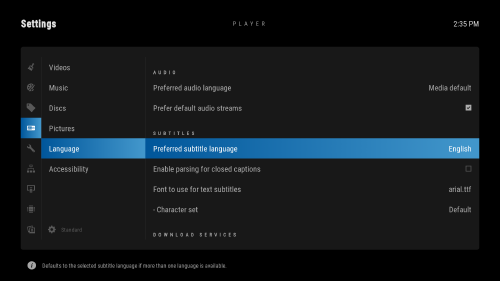 Settings
PLAYER
2:35 PM
Videos
Music
Discs
Pictures
Language
Accessibility
Standard
AUDIO
Preferred audio language Media default
Prefer default audio streams
SUBTITLES
Preferred subtitle language English
Enable parsing for closed captions
Font to use for text subtitles arial.ttf
- Character set Default
DOWNLOAD SERVICES
Defaults to the selected subtitle language if more than one language is available.